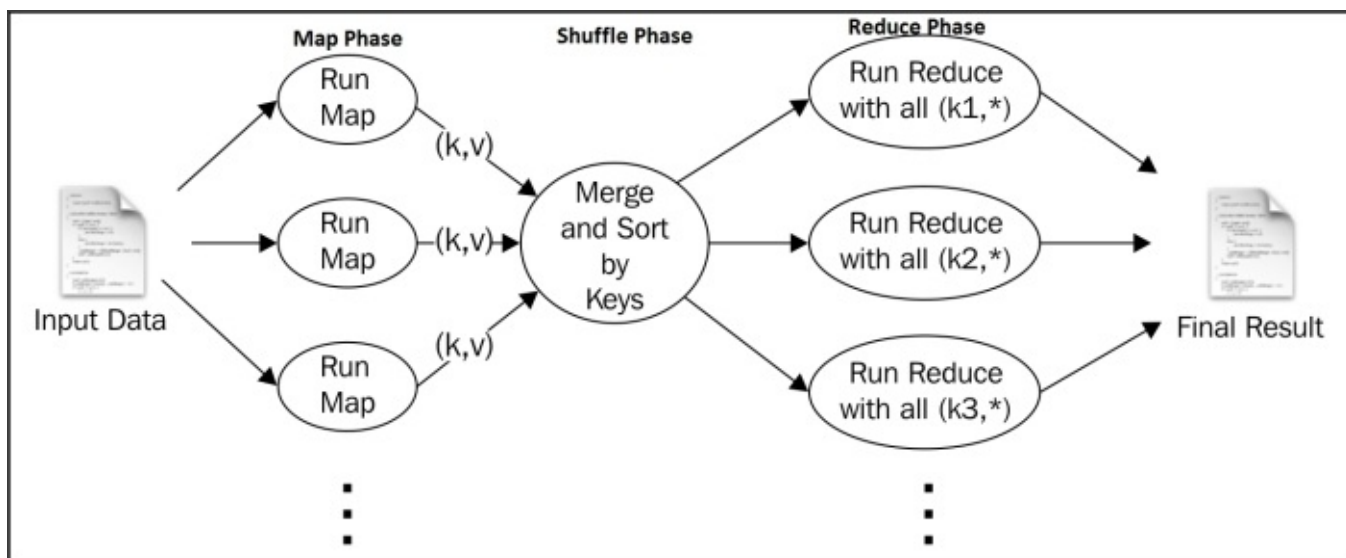 Map Phase
Shuffle Phase
Reduce Phase
Run
Map
Run Reduce
with all (k1,*)
(k,v)
Run
Map
(k,v)
Merge
and Sort
by
Keys
Run Reduce
with all (k2,*)
Input Data
Final Result
(k,v)
Run
Map
Run Reduce
with all (k3,*)